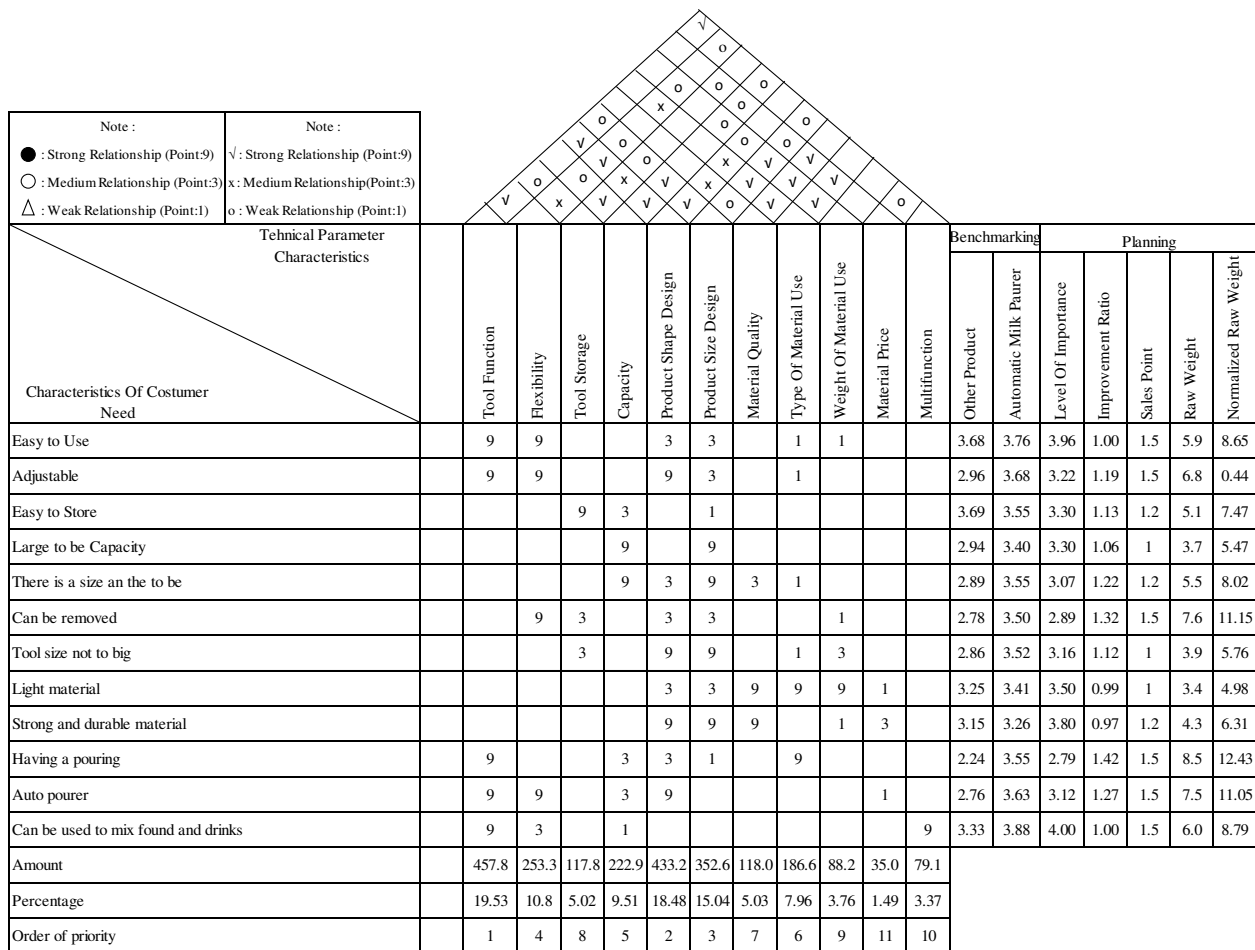 √
o
o o o
x o o
o o o o
√ o o √
√ o x √ √
o o x √ x √ √ √
√ x √ √ √ o √ √ o
Note : Note :
● : Strong Relationship (Point:9) √ : Strong Relationship (Point:9)
○ : Medium Relationship (Point:3) x : Medium Relationship(Point:3)
△ : Weak Relationship (Point:1) o : Weak Relationship (Point:1)
Tehnical Parameter
Characteristics
Characteristics Of Costumer
Need
Tool Function
Flexibility
Tool Storage
Capacity
Product Shape Design
Product Size Design
Material Quality
Type Of Material Use
Weight Of Material Use
Material Price
Multifunction
Benchmarking Planning
Other Product
Automatic Milk Paurer
Level Of Importance
Improvement Ratio
Sales Point
Raw Weight
Normalized Raw Weight
Easy to Use 9 9 3 3 1 1 3.68 3.76 3.96 1.00 1.5 5.9 8.65
Adjustable 9 9 9 3 1 2.96 3.68 3.22 1.19 1.5 6.8 0.44
Easy to Store 9 3 1 3.69 3.55 3.30 1.13 1.2 5.1 7.47
Large to be Capacity 9 9 2.94 3.40 3.30 1.06 1 3.7 5.47
There is a size an the to be 9 3 9 3 1 2.89 3.55 3.07 1.22 1.2 5.5 8.02
Can be removed 9 3 3 3 1 2.78 3.50 2.89 1.32 1.5 7.6 11.15
Tool size not to big 3 9 9 1 3 2.86 3.52 3.16 1.12 1 3.9 5.76
Light material 3 3 9 9 9 1 3.25 3.41 3.50 0.99 1 3.4 4.98
Strong and durable material 9 9 9 1 3 3.15 3.26 3.80 0.97 1.2 4.3 6.31
Having a pouring 9 3 3 1 9 2.24 3.55 2.79 1.42 1.5 8.5 12.43
Auto pourer 9 9 3 9 1 2.76 3.63 3.12 1.27 1.5 7.5 11.05
Can be used to mix found and drinks 9 3 1 9 3.33 3.88 4.00 1.00 1.5 6.0 8.79
Amount 457.8 253.3 117.8 222.9 433.2 352.6 118.0 186.6 88.2 35.0 79.1
Percentage 19.53 10.8 5.02 9.51 18.48 15.04 5.03 7.96 3.76 1.49 3.37
Order of priority 1 4 8 5 2 3 7 6 9 11 10